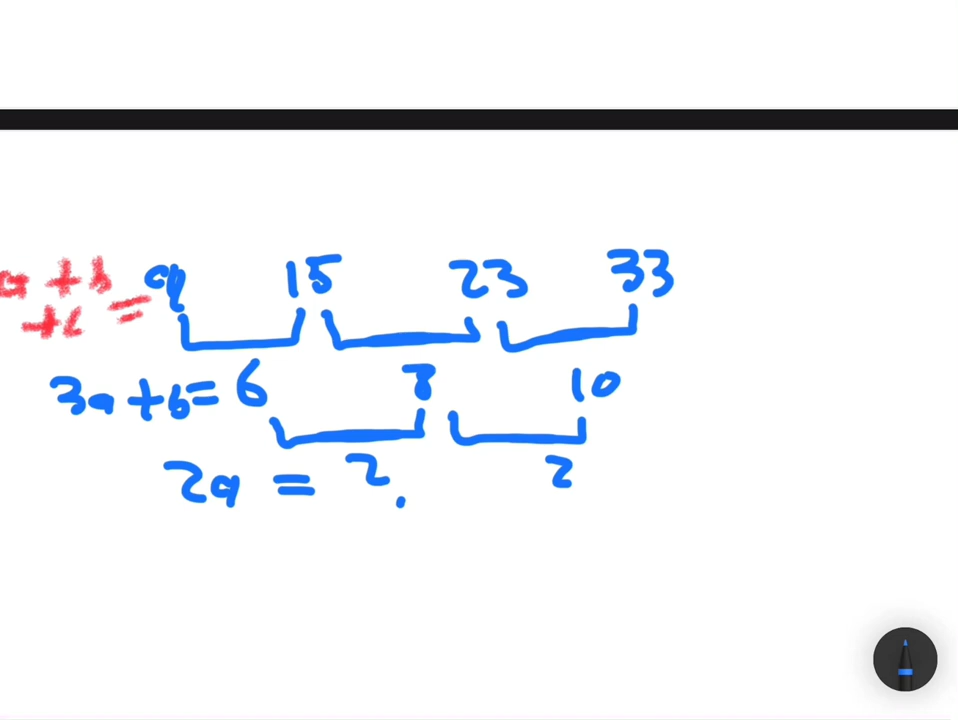 a + b 9 15 23 33
+ c =
3a + b = 6 8 10
2a = 2 . 2